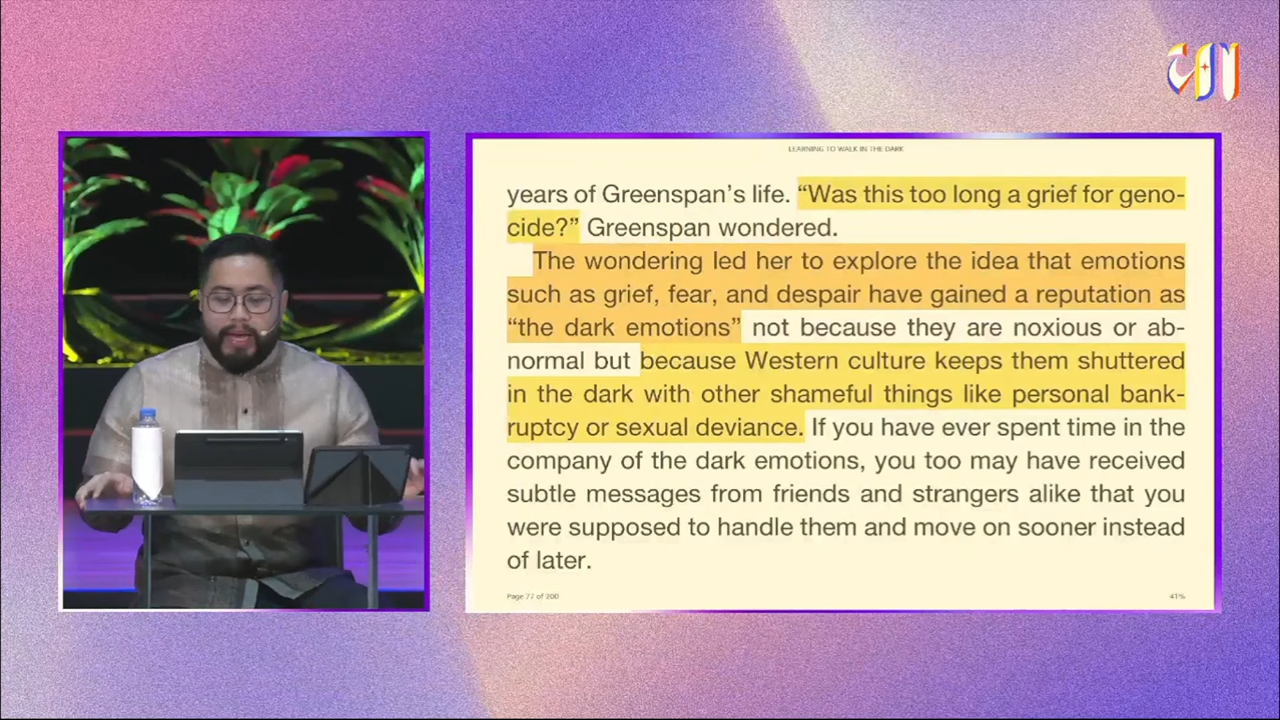 LEARNING TO WALK IN THE DARK
years of Greenspan’s life. “Was this too long a grief for geno-
cide?” Greenspan wondered.
The wondering led her to explore the idea that emotions
such as grief, fear, and despair have gained a reputation as
“the dark emotions” not because they are noxious or ab-
normal but because Western culture keeps them shuttered
in the dark with other shameful things like personal bank-
ruptcy or sexual deviance. If you have ever spent time in the
company of the dark emotions, you too may have received
subtle messages from friends and strangers alike that you
were supposed to handle them and move on sooner instead
of later.
Page 77 of 200
41%